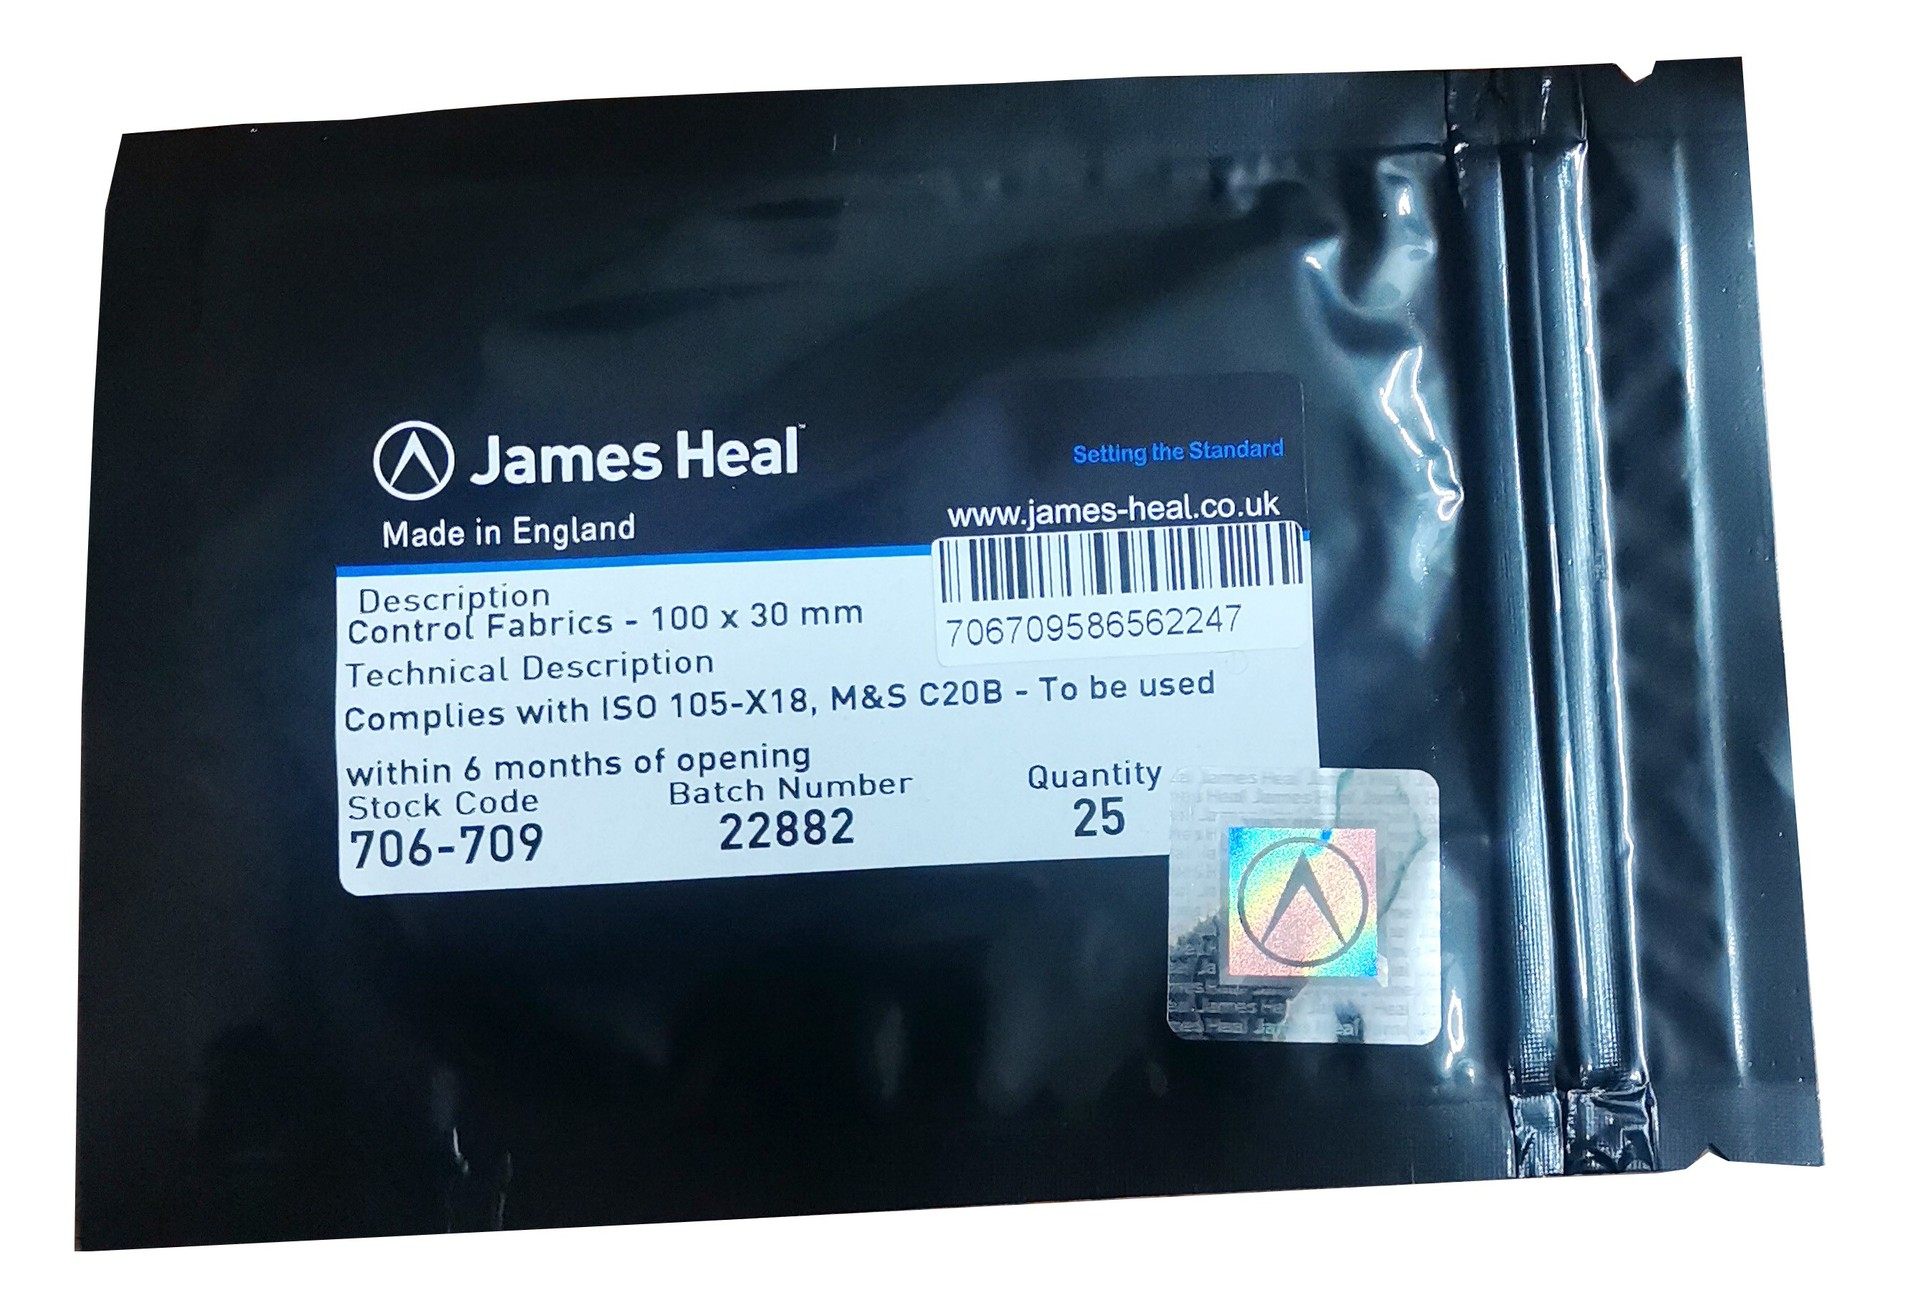 James Heal™
Setting the Standard
Made in England
www.james-heal.co.uk
706709586562247
Description
Control Fabrics - 100 x 30 mm
Technical Description
Complies with ISO 105-X18, M&S C20B - To be used
within 6 months of opening
Stock Code
Batch Number
Quantity
706-709
22882
25